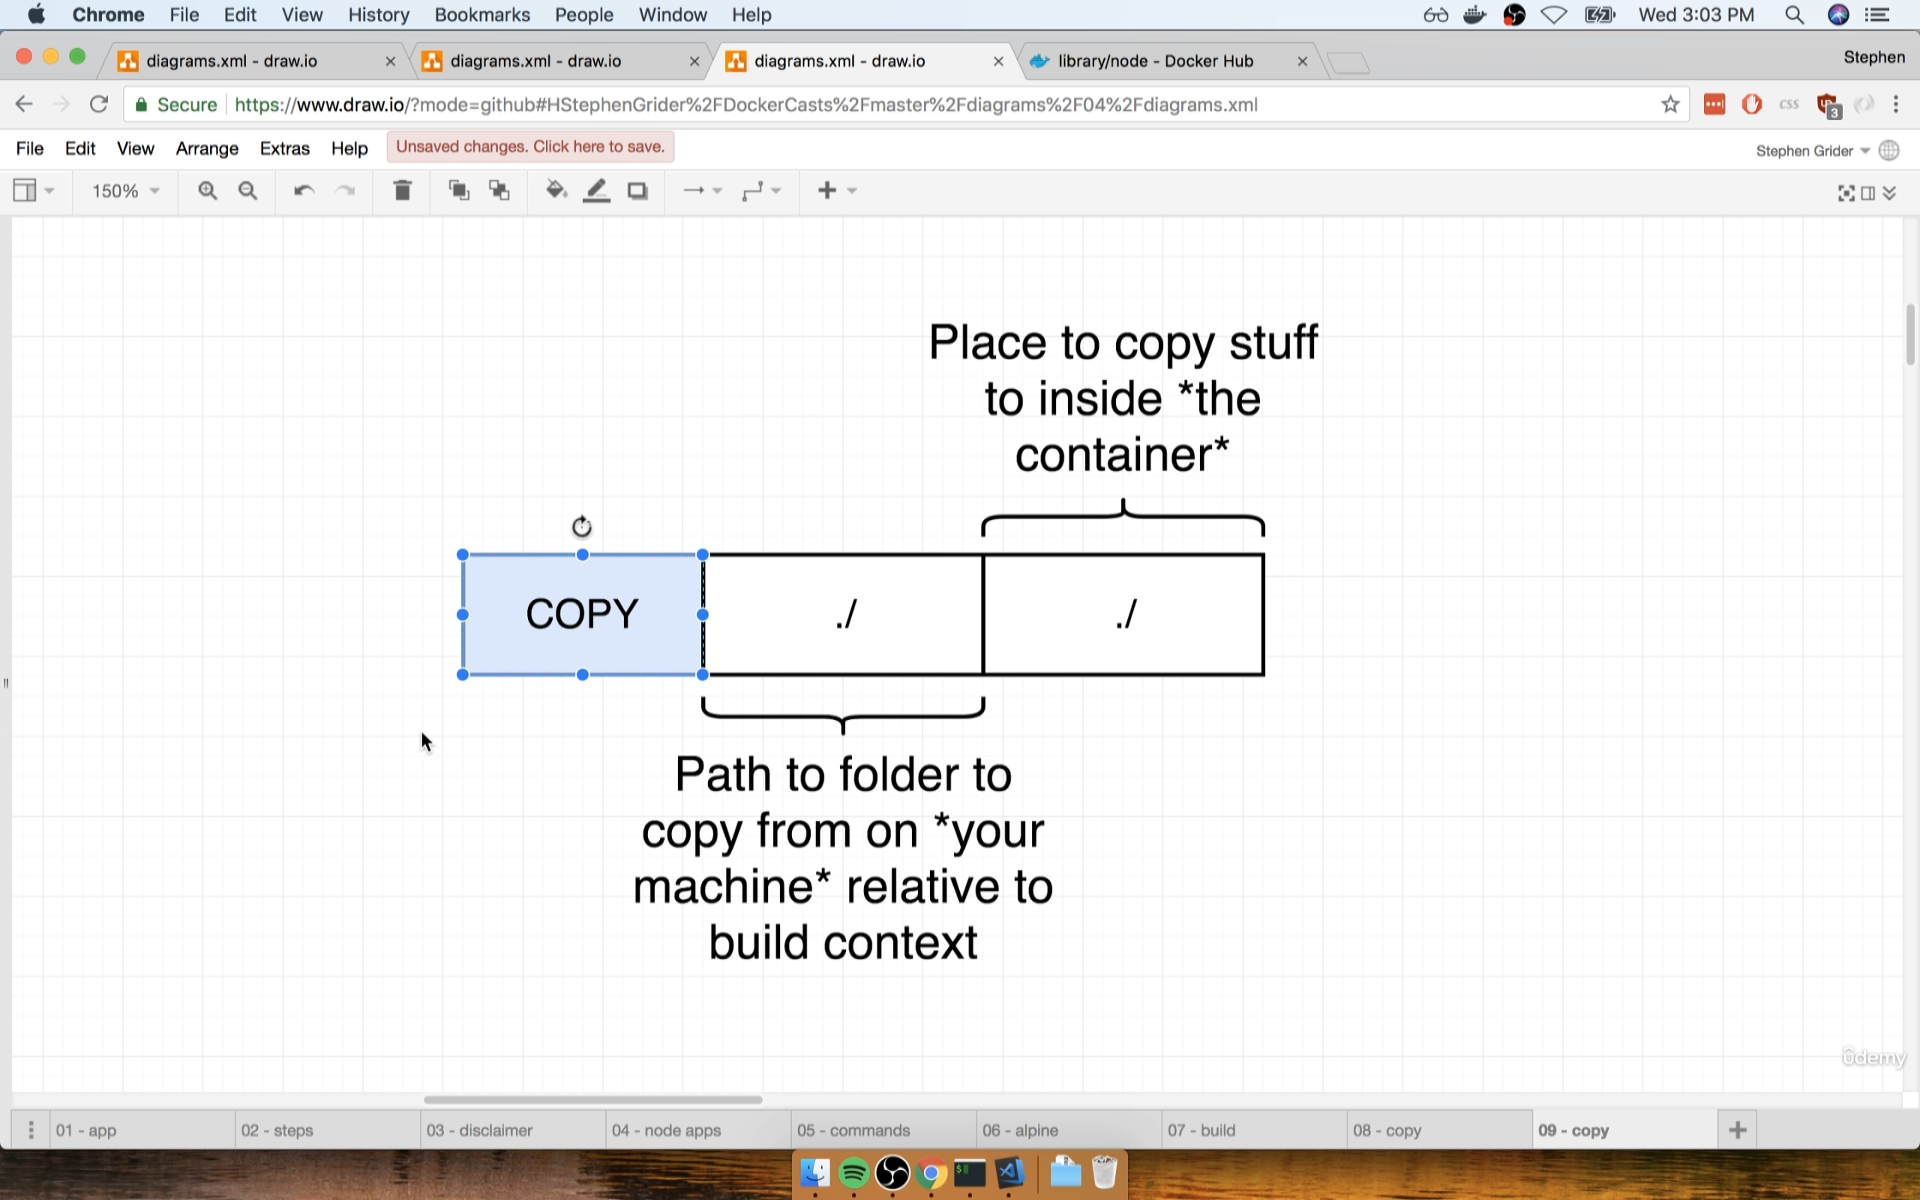 Chrome File Edit View History Bookmarks People Window Help Wed 3:03 PM
diagrams.xml - draw.io diagrams.xml - draw.io diagrams.xml - draw.io library/node - Docker Hub Stephen
Secure https://www.draw.io/?mode=github#HStephenGrider%2FDockerCasts%2Fmaster%2Fdiagrams%2F04%2Fdiagrams.xml css 3
File Edit View Arrange Extras Help Unsaved changes. Click here to save. Stephen Grider
150%
Place to copy stuff
to inside *the
container*
COPY ./ ./
Path to folder to
copy from on *your
machine* relative to
build context
ûdemy
01 - app 02 - steps 03 - disclaimer 04 - node apps 05 - commands 06 - alpine 07 - build 08 - copy 09 - copy